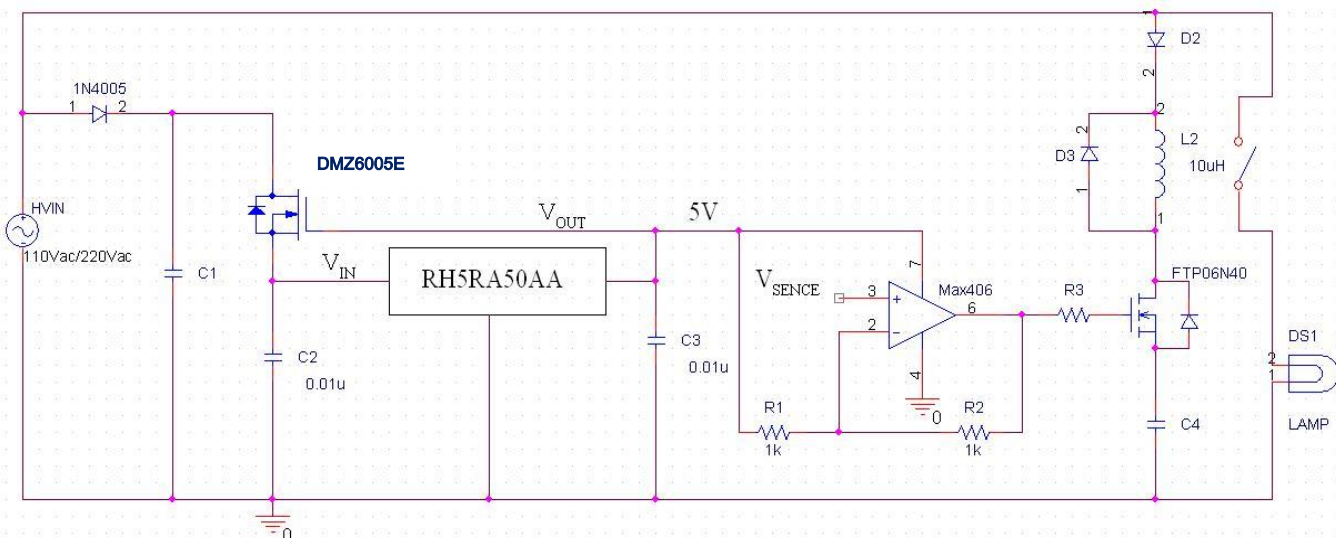 1
D2
2
1N4005
1 2
2
2
L2
D3
10uH
DMZ6005E
1
1
HVIN
V_OUT
5V
110Vac/220Vac
V_IN
RH5RA50AA
C1
7
V_SENCE
3
+
Max406
6
2
−
R3
FTP06N40
C2
0.01u
C3
0.01u
4
0
DS1
2
1
R1
1k
R2
1k
C4
LAMP
0